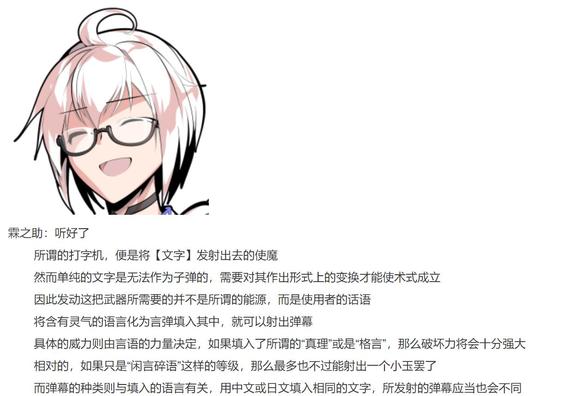 霖之助：听好了
所谓的打字机，便是将【文字】发射出去的使魔
然而单纯的文字是无法作为子弹的，需要对其作出形式上的变换才能使术式成立
因此发动这把武器所需要的并不是所谓的能源，而是使用者的话语
将含有灵气的语言化为言弹填入其中，就可以射出弹幕
具体的威力则由言语的力量决定，如果填入了所谓的"真理"或是"格言"，那么破坏力将会十分强大
相对的，如果只是"闲言碎语"这样的等级，那么最多也不过能射出一个小玉罢了
而弹幕的种类则与填入的语言有关，用中文或日文填入相同的文字，所发射的弹幕应当也会不同